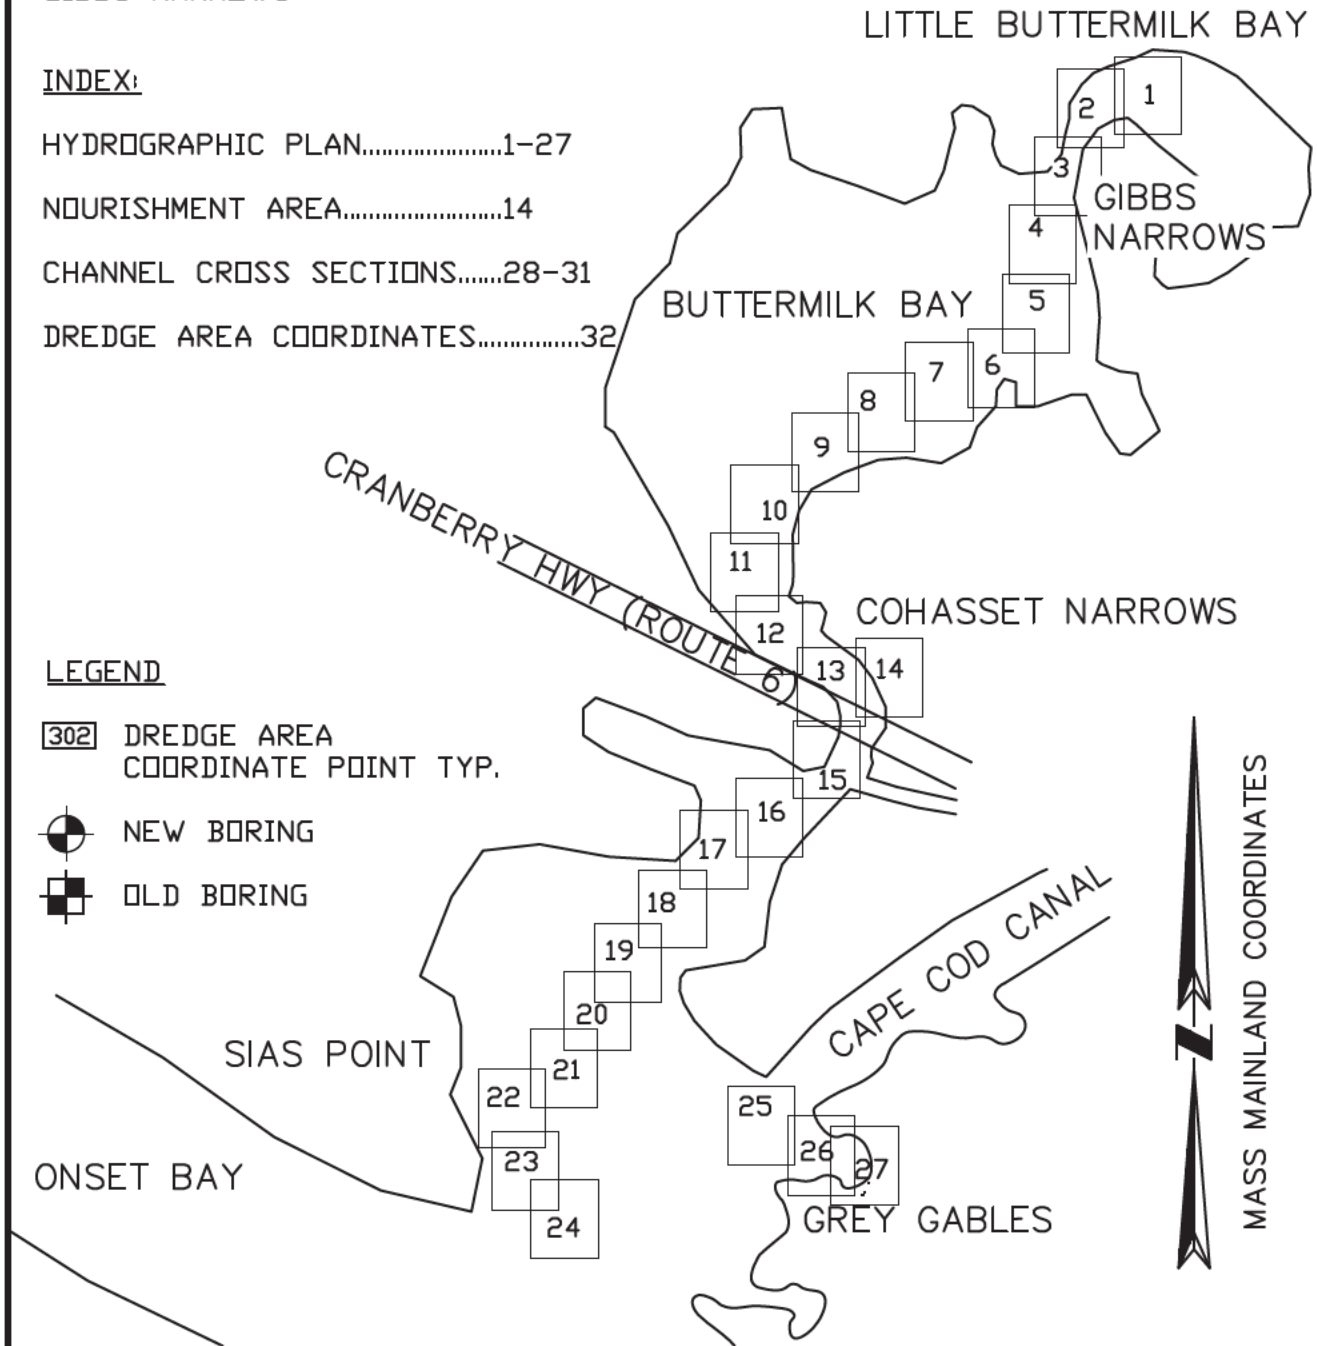 INDEX:
HYDROGRAPHIC PLAN......................1-27
NOURISHMENT AREA.........................14
CHANNEL CROSS SECTIONS.......28-31
DREDGE AREA COORDINATES................32
LITTLE BUTTERMILK BAY
1
2
3
GIBBS
NARROWS
4
5
BUTTERMILK BAY
6
7
8
9
10
11
CRANBERRY HWY (ROUTE 6)
COHASSET NARROWS
12
13
14
15
16
17
18
19
20
21
22
23
24
25
26
27
LEGEND
302 DREDGE AREA
COORDINATE POINT TYP.
NEW BORING
OLD BORING
CAPE COD CANAL
SIAS POINT
ONSET BAY
GREY GABLES
MASS MAINLAND COORDINATES
N